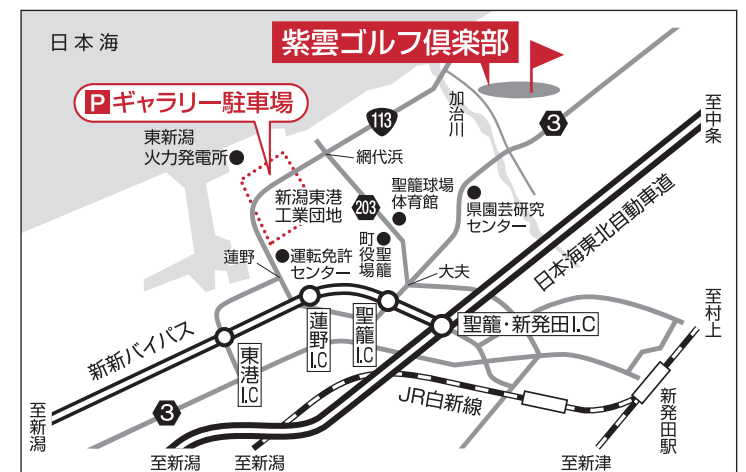 日本海
紫雲ゴルフ倶楽部
Pギャラリー駐車場
113
加治川
3
至中条
東新潟
火力発電所
網代浜
新潟東港
工業団地
203
聖籠球場
体育館
県園芸研究
センター
日本海東北自動車道
蓮野
運転免許
センター
聖籠
町役場
大夫
至村上
新新バイパス
東港
I.C
蓮野
I.C
聖籠
I.C
聖籠・新発田I.C
JR白新線
新発田駅
3
至新潟
至新潟
至新潟
至新津